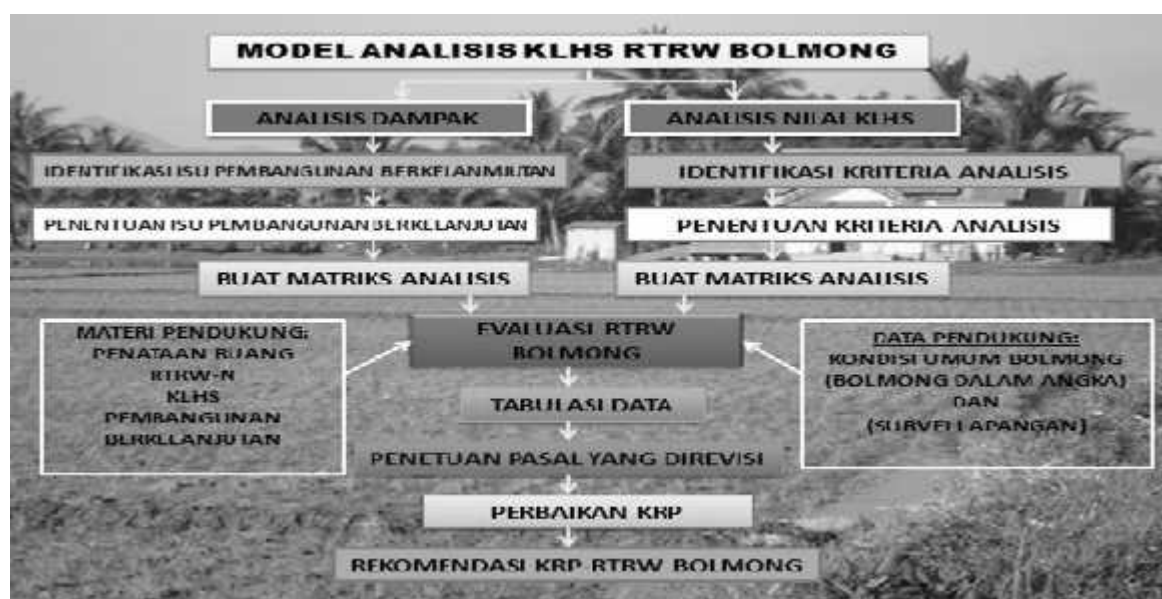 MODEL ANALISIS KLHS RTRW BOLMONG
ANALISIS DAMPAK
ANALISIS NILAI KLHS
IDENTIFIKASI ISU PEMBANGUNAN BERKELANMJUTAN
IDENTIFIKASI KRITERIA ANALISIS
PENENTUAN ISU PEMBANGUNAN BERKELANJUTAN
PENENTUAN KRITERIA ANALISIS
BUAT MATRIKS ANALISIS
BUAT MATRIKS ANALISIS
MATERI PENDUKUNG:
PENATAAN RUANG
RTRW-N
KLHS
PEMBANGUNAN
BERKELANJUTAN
EVALUASI RTRW
BOLMONG
DATA PENDUKUNG:
KONDISI UMUM BOLMONG
(BOLMONG DALAM ANGKA)
DAN
(SURVEI LAPANGAN)
TABULASI DATA
PENETUAN PASAL YANG DIREVISI
PERBAIKAN KRP
REKOMENDASI KRP RTRW BOLMONG